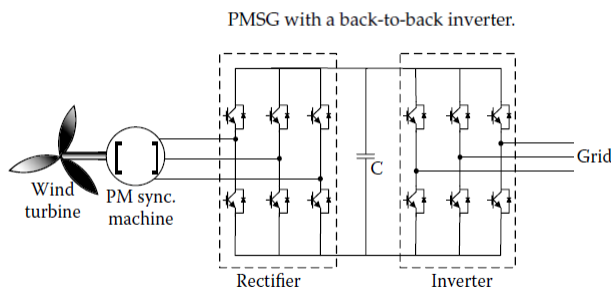 PMSG with a back-to-back inverter.
C
Grid
Wind
turbine
PM sync.
machine
Rectifier
Inverter